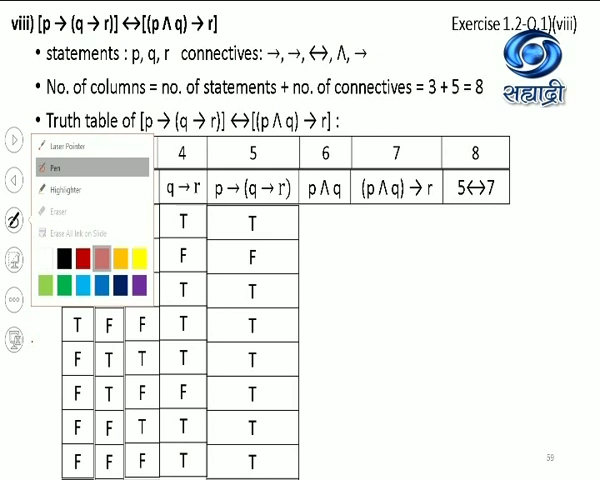 viii) [p → (q → r)] ↔[(p ∧ q) → r]
Exercise 1.2-Q.1)(viii)
• statements : p, q, r connectives: →, →, ↔, ∧, →
• No. of columns = no. of statements + no. of connectives = 3 + 5 = 8
सह्याद्री
• Truth table of [p → (q → r)] ↔[(p ∧ q) → r] :
Laser Pointer
Pen
Highlighter
Eraser
Erase All Ink on Slide
4 5 6 7 8
q → r p → (q → r) p ∧ q (p ∧ q) → r 5↔7
T T
F F
T T
T F F T T
F T T T T
F T F F T
F F T T T
F F F T T
59